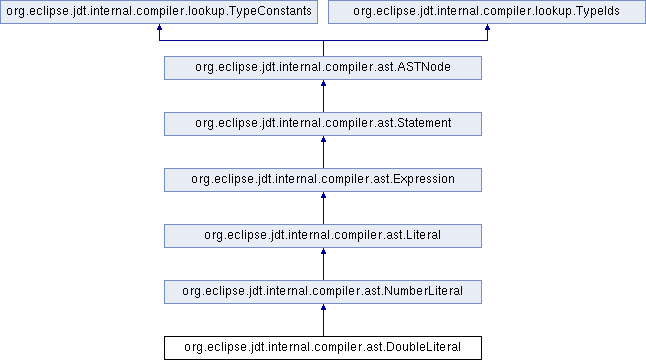 org.eclipse.jdt.internal.compiler.lookup.TypeConstants
org.eclipse.jdt.internal.compiler.lookup.TypeIds
org.eclipse.jdt.internal.compiler.ast.ASTNode
org.eclipse.jdt.internal.compiler.ast.Statement
org.eclipse.jdt.internal.compiler.ast.Expression
org.eclipse.jdt.internal.compiler.ast.Literal
org.eclipse.jdt.internal.compiler.ast.NumberLiteral
org.eclipse.jdt.internal.compiler.ast.DoubleLiteral